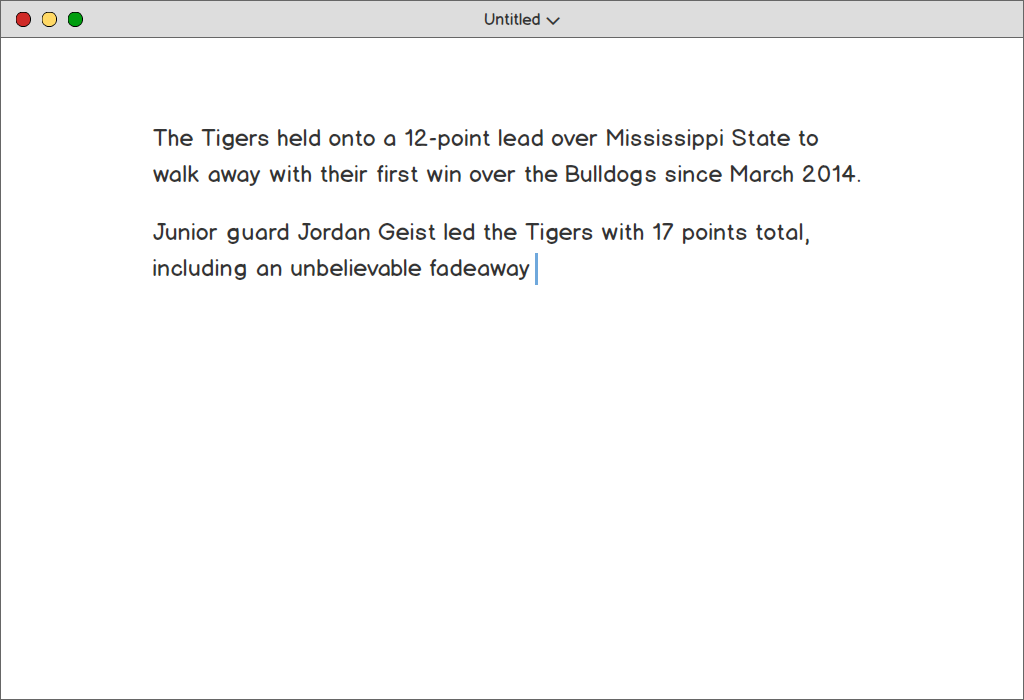 Untitled
The Tigers held onto a 12-point lead over Mississippi State to
walk away with their first win over the Bulldogs since March 2014.
Junior guard Jordan Geist led the Tigers with 17 points total,
including an unbelievable fadeaway